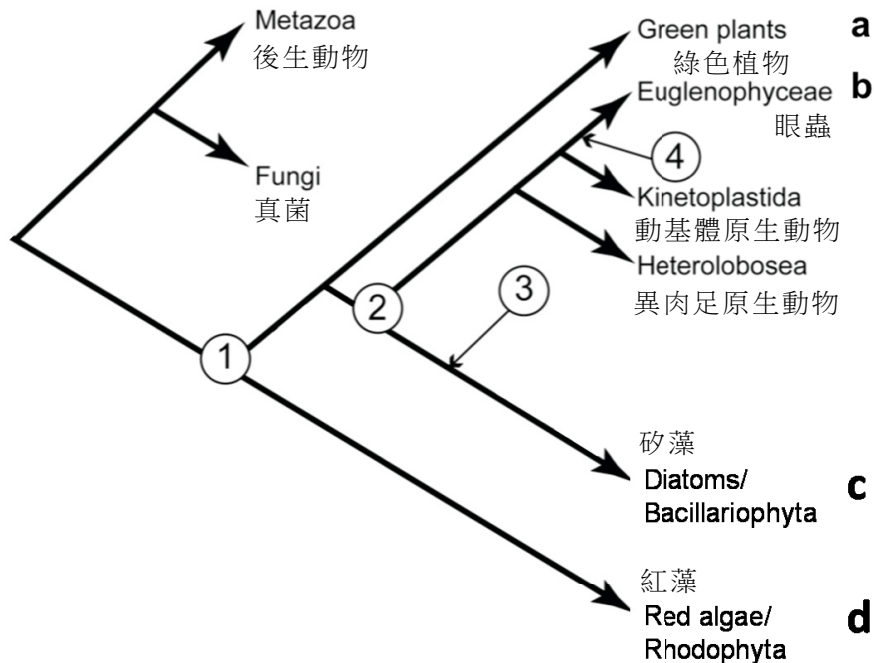 Metazoa
後生動物
Fungi
真菌
Green plants a
綠色植物
Euglenophyceae b
眼蟲
4
Kinetoplastida
動基體原生動物
Heterolobosea
異肉足原生動物
3
2
1
矽藻
Diatoms/
Bacillariophyta
c
紅藻
Red algae/
Rhodophyta
d